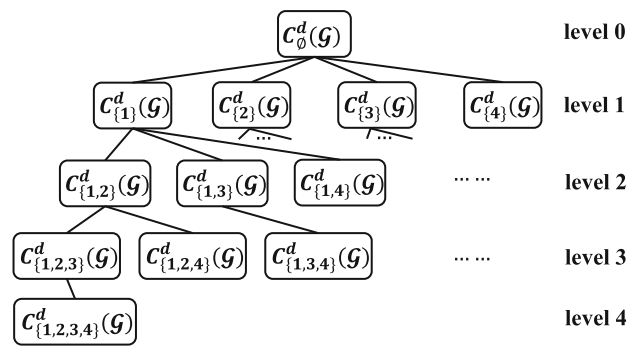 C^d_∅(𝓖) level 0
C^d_{1}(𝓖) C^d_{2}(𝓖) C^d_{3}(𝓖) C^d_{4}(𝓖) level 1
... ...
C^d_{1,2}(𝓖) C^d_{1,3}(𝓖) C^d_{1,4}(𝓖) ... ... level 2
C^d_{1,2,3}(𝓖) C^d_{1,2,4}(𝓖) C^d_{1,3,4}(𝓖) ... ... level 3
C^d_{1,2,3,4}(𝓖) level 4